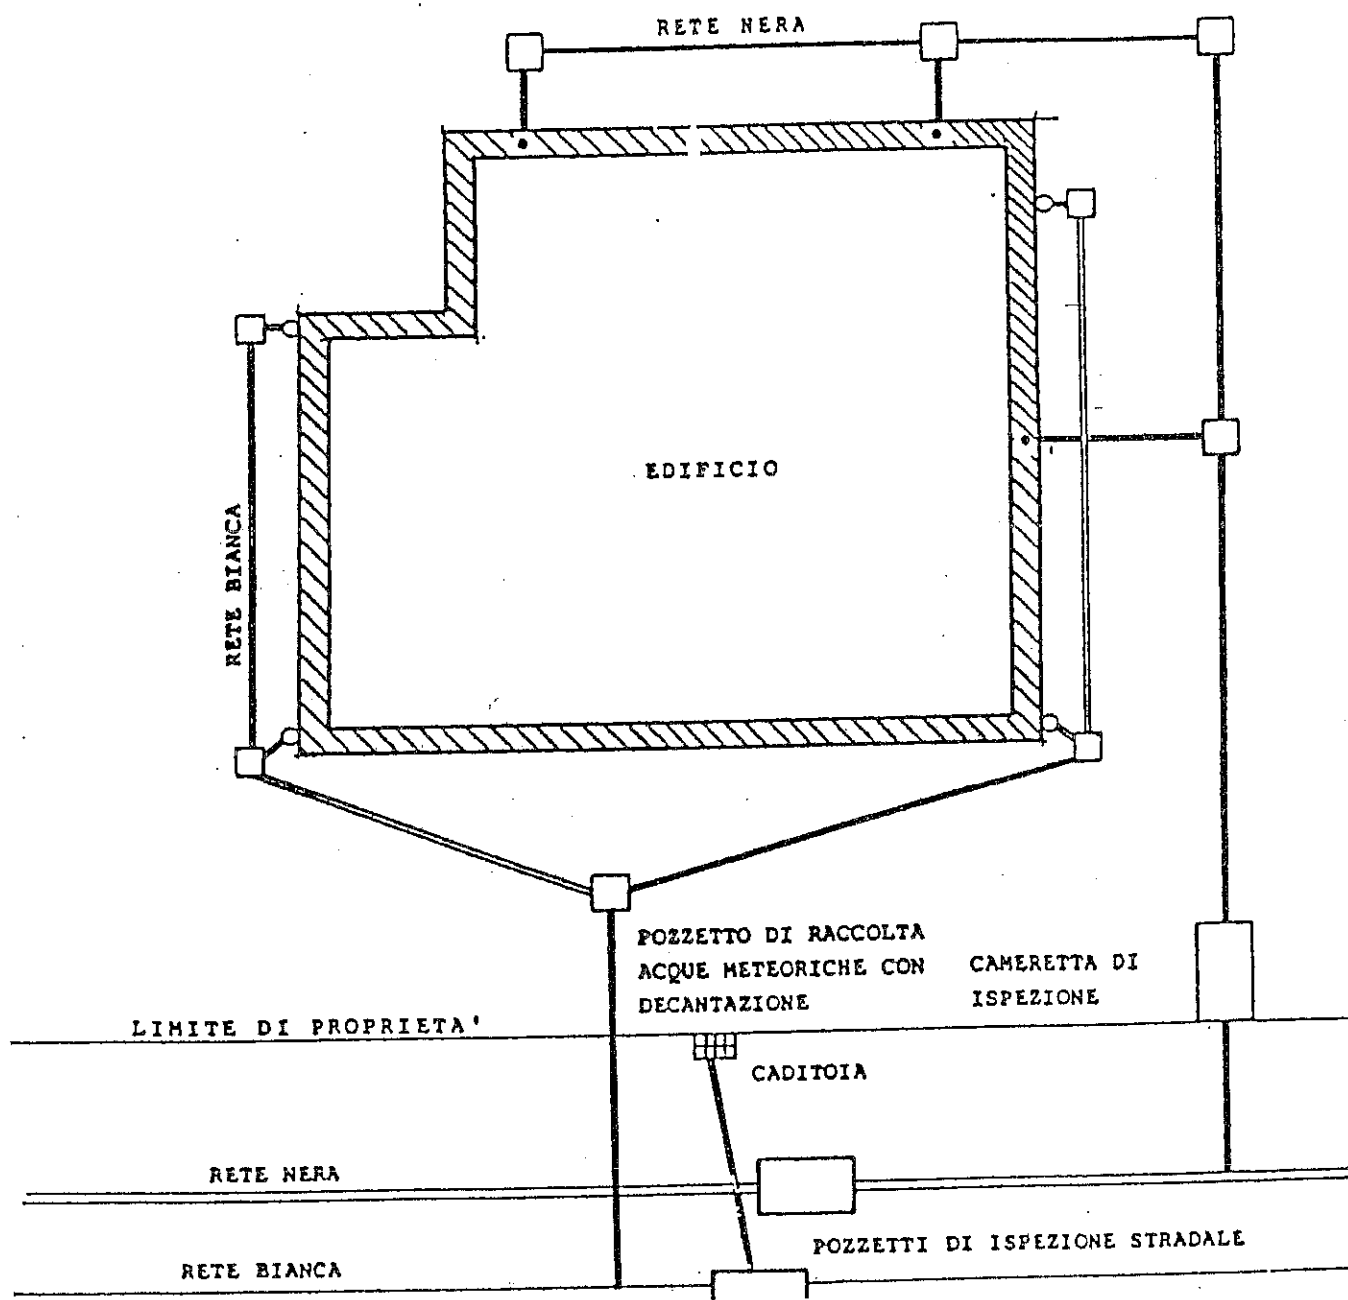 RETE NERA
EDIFICIO
RETE BIANCA
POZZETTO DI RACCOLTA
ACQUE METEORICHE CON
DECANTAZIONE
CAMERETTA DI
ISPEZIONE
LIMITE DI PROPRIETA'
CADITOIA
RETE NERA
POZZETTI DI ISPEZIONE STRADALE
RETE BIANCA